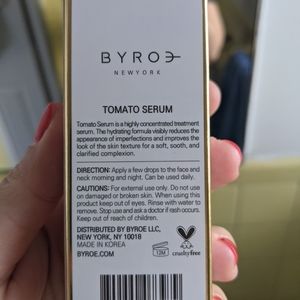 BYROE
NEWYORK
TOMATO SERUM
Tomato Serum is a highly concentrated treatment
serum. The hydrating formula visibly reduces the
appearance of imperfections and improves the
look of the skin texture for a soft, sooth, and
clarified complexion.
DIRECTION: Apply a few drops to the face and
neck morning and night. Can be used daily.
CAUTIONS: For external use only. Do not use
on damaged or broken skin. When using this
product keep out of eyes. Rinse with water to
remove. Stop use and ask a doctor if rash occurs.
Keep out of reach of children.
DISTRIBUTED BY BYROE LLC,
NEW YORK, NY 10018
MADE IN KOREA
BYROE.COM
12M
crueltyfree